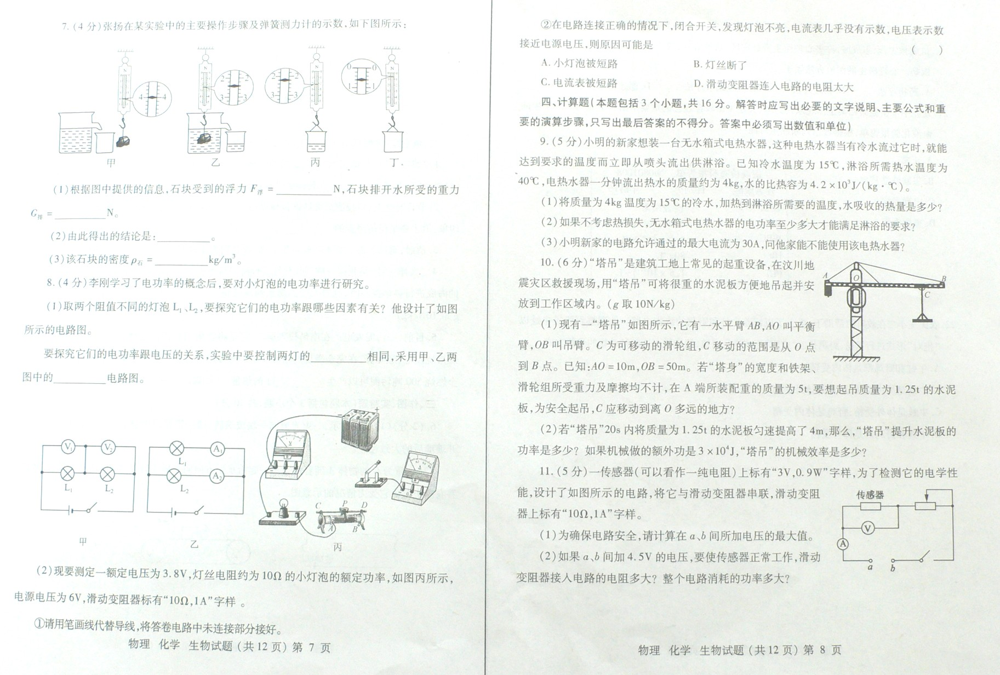 7. (4 分)张扬在某实验中的主要操作步骤及弹簧测力计的示数,如下图所示:
甲 乙 丙 丁
(1)根据图中提供的信息,石块受到的浮力 F浮 = ________ N,石块排开水所受的重力
G排 = ________ N。
(2)由此得出的结论是:________。
(3)该石块的密度 ρ石 = ________ kg/m³。
8. (4 分)李刚学习了电功率的概念后,要对小灯泡的电功率进行研究。
(1)取两个阻值不同的灯泡 L₁、L₂,要探究它们的电功率跟哪些因素有关? 他设计了如图
所示的电路图。
要探究它们的电功率跟电压的关系,实验中要控制两灯的________相同,采用甲、乙两
图中的________电路图。
V₁ V₂ L₁ L₂
L₁ A₁ L₂ A₂
C P D A B
甲 乙 丙
(2)现要测定一额定电压为 3.8V,灯丝电阻约为 10Ω 的小灯泡的额定功率,如图丙所示,
电源电压为 6V,滑动变阻器标有“10Ω,1A”字样 。
①请用笔画线代替导线,将答卷电路中未连接部分接好。
物理 化学 生物试题 (共 12 页) 第 7 页
②在电路连接正确的情况下,闭合开关,发现灯泡不亮,电流表几乎没有示数,电压表示数
接近电源电压,则原因可能是 ( )
A. 小灯泡被短路 B. 灯丝断了
C. 电流表被短路 D. 滑动变阻器连入电路的电阻太大
四、计算题(本题包括 3 个小题,共 16 分。解答时应写出必要的文字说明、主要公式和重
要的演算步骤,只写出最后答案的不得分。答案中必须写出数值和单位)
9. (5 分)小明的新家想装一台无水箱式电热水器,这种电热水器当有冷水流过它时,就能
达到要求的温度而立即从喷头流出供淋浴。已知冷水温度为 15℃,淋浴所需热水温度为
40℃,电热水器一分钟流出热水的质量约为 4kg,水的比热容为 4.2×10³J/(kg·℃)。
(1)将质量为 4kg 温度为 15℃的冷水,加热到淋浴所需要的温度,水吸收的热量是多少?
(2)如果不考虑热损失,无水箱式电热水器的电功率至少多大才能满足淋浴的要求?
(3)小明新家的电路允许通过的最大电流为 30A,问他家能不能使用该电热水器?
10. (6 分)“塔吊”是建筑工地上常见的起重设备,在汶川地
震灾区救援现场,用“塔吊”可将很重的水泥板方便地吊起并安
放到工作区域内。(g 取 10N/kg)
(1)现有一“塔吊”如图所示,它有一水平臂 AB,AO 叫平衡
臂,OB 叫吊臂。C 为可移动的滑轮组,C 移动的范围是从 O 点
到 B 点。已知:AO = 10m,OB = 50m。若“塔身”的宽度和铁架、
滑轮组所受重力及摩擦均不计,在 A 端所装配重的质量为 5t,要想起吊质量为 1.25t 的水泥
板,为安全起吊,C 应移动到离 O 多远的地方?
A O B C
(2)若“塔吊”20s 内将质量为 1.25t 的水泥板匀速提高了 4m,那么,“塔吊”提升水泥板的
功率是多少? 如果机械做的额外功是 3×10⁴J,“塔吊”的机械效率是多少?
11. (5 分)一传感器(可以看作一纯电阻)上标有“3V,0.9W”字样,为了检测它的电学性
能,设计了如图所示的电路,将它与滑动变阻器串联,滑动变阻
器上标有“10Ω,1A”字样。
(1)为确保电路安全,请计算在 a、b 间所加电压的最大值。
(2)如果 a、b 间加 4.5V 的电压,要使传感器正常工作,滑动
变阻器接入电路的电阻多大? 整个电路消耗的功率多大?
传感器
V
A
a b
物理 化学 生物试题 (共 12 页) 第 8 页